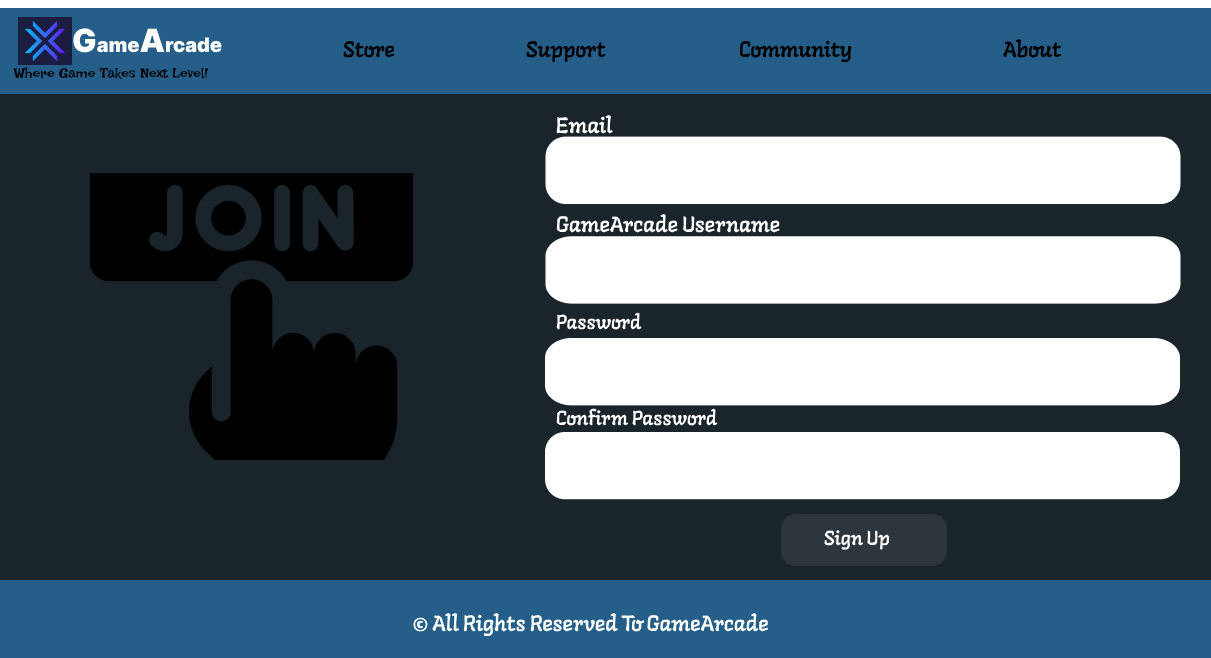 GameArcade
Where Game Takes Next Level!
Store
Support
Community
About
JOIN
Email
GameArcade Username
Password
Confirm Password
Sign Up
© All Rights Reserved To GameArcade